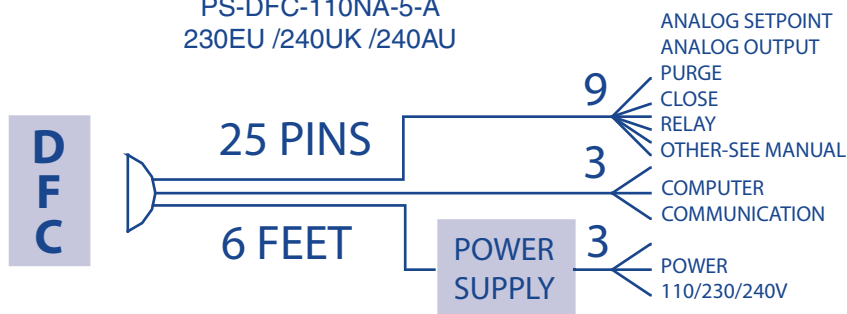 PS-DFC-110NA-5-A
230EU /240UK /240AU
DFC
25 PINS
6 FEET
POWER
SUPPLY
9
ANALOG SETPOINT
ANALOG OUTPUT
PURGE
CLOSE
RELAY
OTHER-SEE MANUAL
3
COMPUTER
COMMUNICATION
3
POWER
110/230/240V